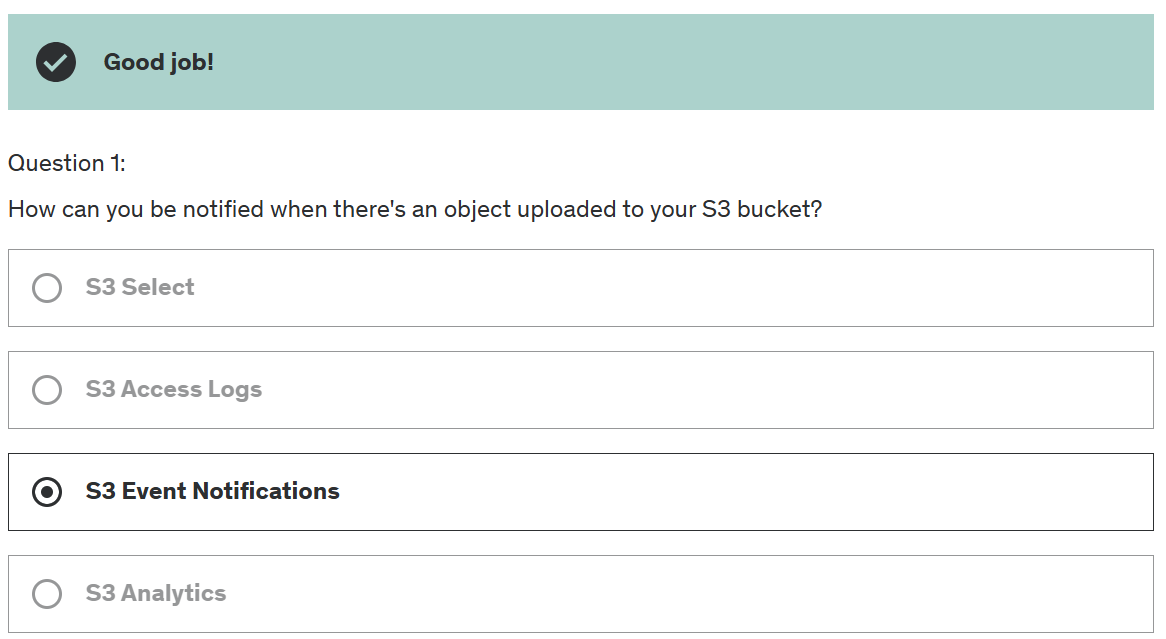 Good job!
Question 1:
How can you be notified when there's an object uploaded to your S3 bucket?
S3 Select
S3 Access Logs
S3 Event Notifications
S3 Analytics